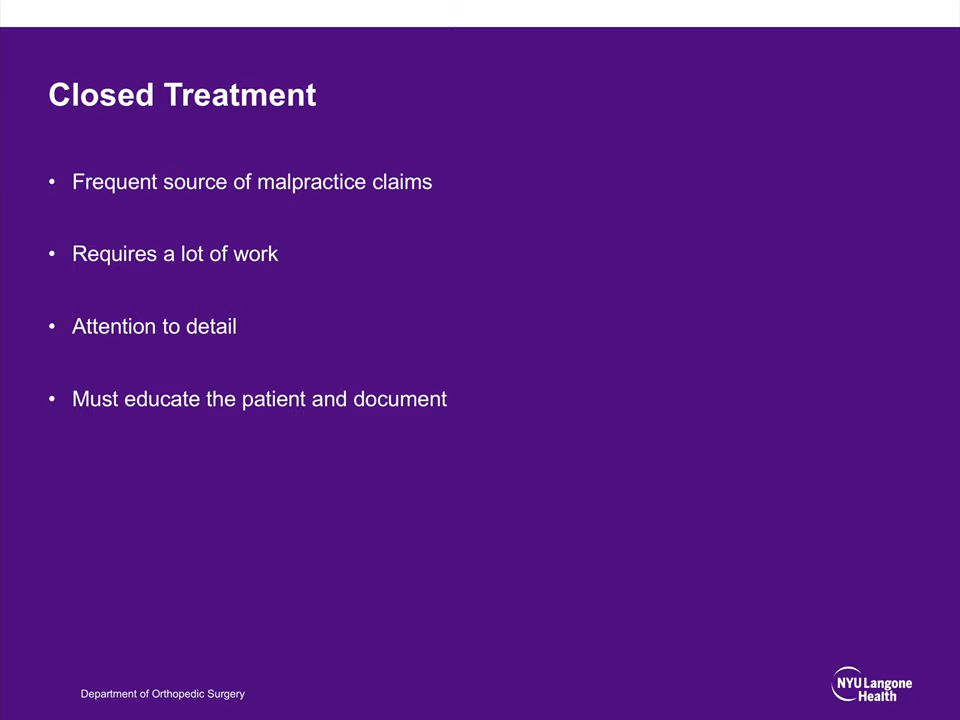 Closed Treatment
• Frequent source of malpractice claims
• Requires a lot of work
• Attention to detail
• Must educate the patient and document
Department of Orthopedic Surgery
NYU Langone
Health